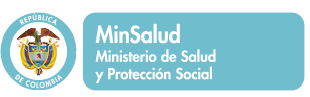 REPÚBLICA
DE COLOMBIA
MinSalud
Ministerio de Salud
y Protección Social